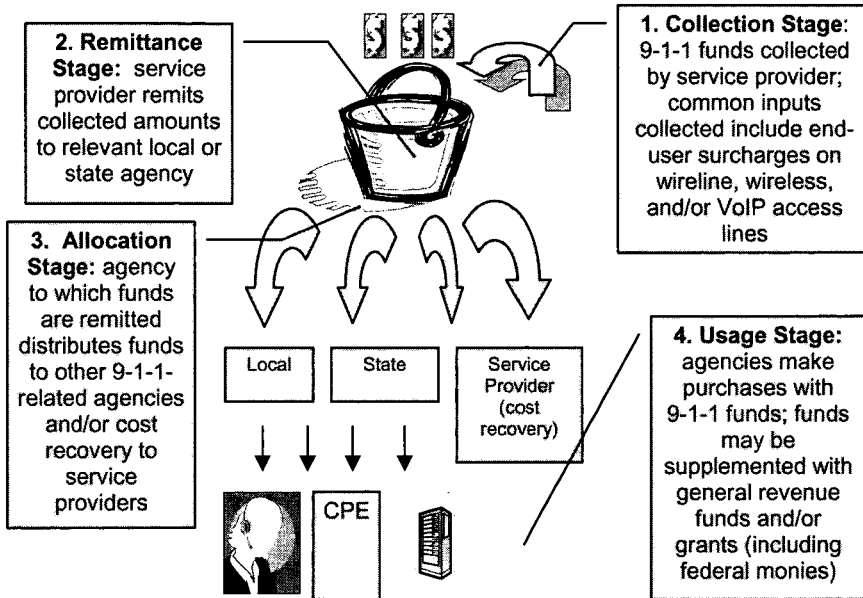 1. Collection Stage:
9-1-1 funds collected
by service provider;
common inputs
collected include end-
user surcharges on
wireline, wireless,
and/or VoIP access
lines
2. Remittance
Stage: service
provider remits
collected amounts
to relevant local or
state agency
3. Allocation
Stage: agency
to which funds
are remitted
distributes funds
to other 9-1-1-
related agencies
and/or cost
recovery to
service
providers
Local
State
Service
Provider
(cost
recovery)
CPE
4. Usage Stage:
agencies make
purchases with
9-1-1 funds; funds
may be
supplemented with
general revenue
funds and/or
grants (including
federal monies)